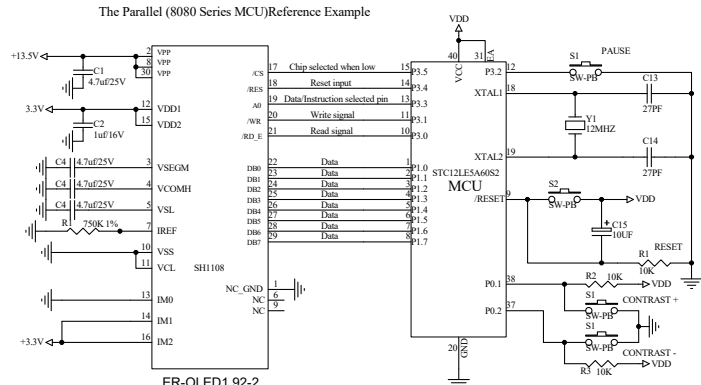 The Parallel (8080 Series MCU)Reference Example
+13.5V
C1
4.7uf/25V
3.3V
C2
1uf/16V
C4 4.7uf/25V
C4 4.7uf/25V
C4 4.7uf/25V
R1 750K 1%
+3.3V
2 VPP
8 VPP
30 VPP
12 VDD1
15 VDD2
3 VSEGM
4 VCOMH
5 VSL
7 IREF
10 VSS
11 VCL
SH1108
13 IM0
14 IM1
16 IM2
/CS 17 Chip selected when low 15 P3.5
/RES 18 Reset input 14 P3.4
A0 19 Data/Instruction selected pin 13 P3.3
/WR 20 Write signal 11 P3.1
/RD_E 21 Read signal 10 P3.0
DB0 22 Data 1 P1.0
DB1 23 Data 2 P1.1
DB2 24 Data 3 P1.2
DB3 25 Data 4 P1.3
DB4 26 Data 5 P1.4
DB5 27 Data 6 P1.5
DB6 28 Data 7 P1.6
DB7 29 Data 8 P1.7
NC_GND 1
NC 6
NC 9
ER-OLED1.92-2
VDD
40 31
VCC EA
STC12LE5A60S2
MCU
20 GND
P3.2 12
XTAL1 18
XTAL2 19
/RESET 9
P0.1 38
P0.2 37
S1 PAUSE
SW-PB
C13
27PF
Y1
12MHZ
C14
27PF
S2
SW-PB
VDD
+ C15
10UF
RESET
R1
10K
R2 10K
VDD
S1 CONTRAST +
SW-PB
S1
SW-PB
CONTRAST -
R3 10K
VDD